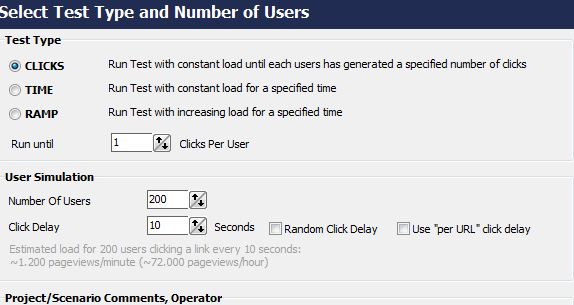 Select Test Type and Number of Users
Test Type
CLICKS Run Test with constant load until each users has generated a specified number of clicks
TIME Run Test with constant load for a specified time
RAMP Run Test with increasing load for a specified time
Run until 1 Clicks Per User
User Simulation
Number Of Users 200
Click Delay 10 Seconds Random Click Delay Use "per URL" click delay
Estimated load for 200 users clicking a link every 10 seconds:
~1.200 pageviews/minute (~72.000 pageviews/hour)
Project/Scenario Comments, Operator